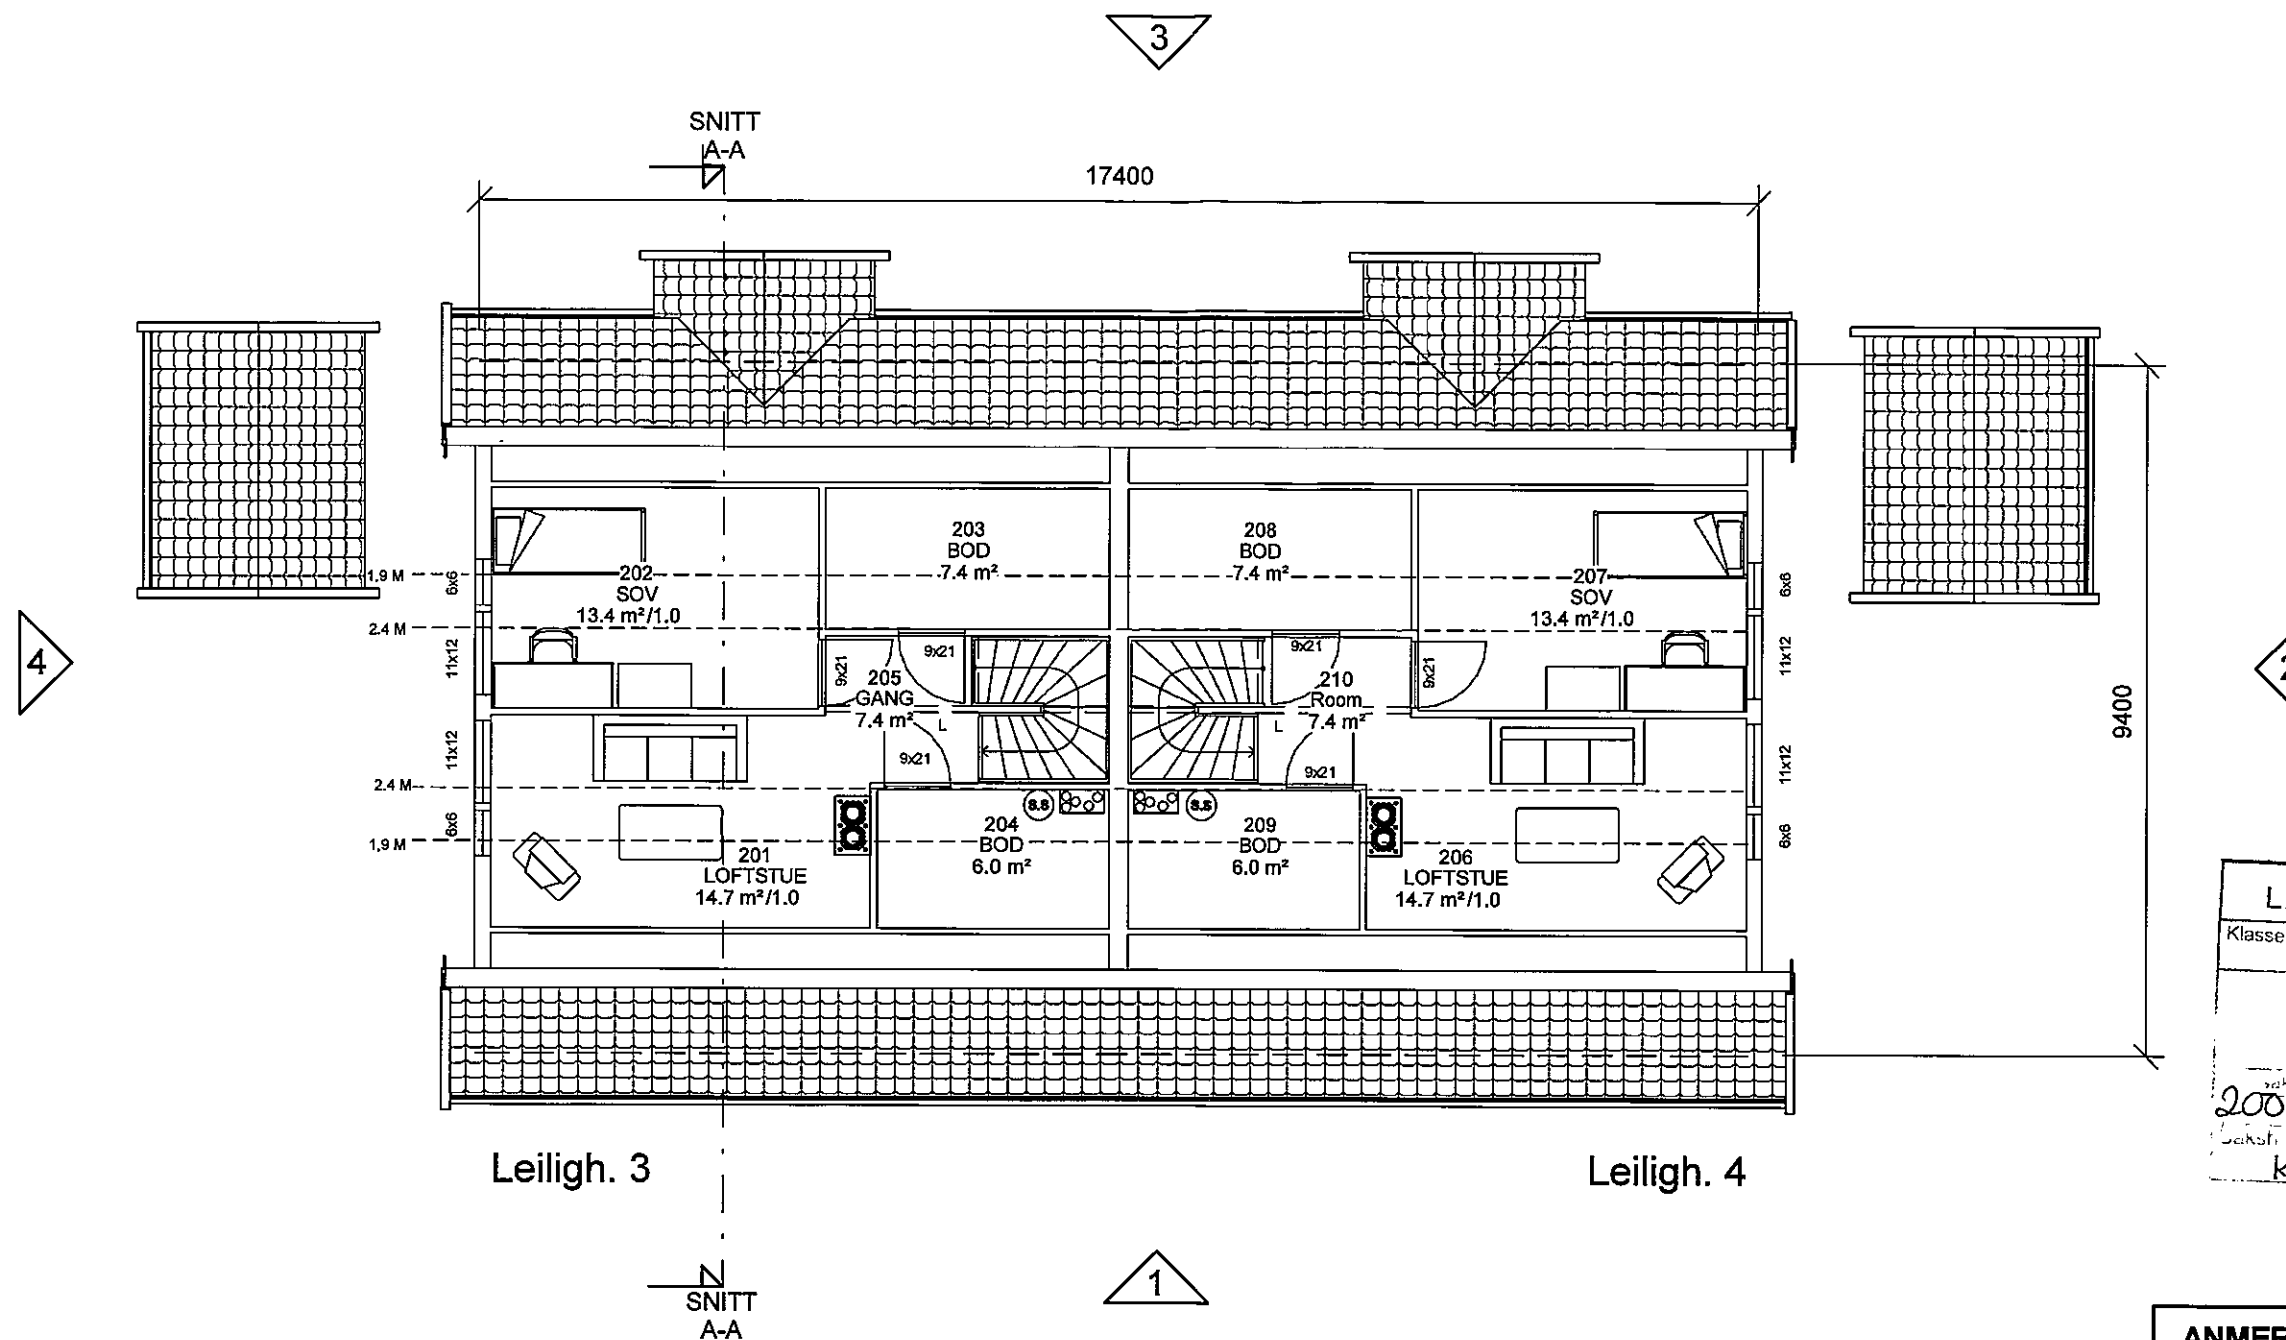 3
SNITT
A-A
17400
203
BOD
7.4 m²
208
BOD
7.4 m²
1.9 M
6x6
202
SOV
13.4 m²/1.0
207
SOV
13.4 m²/1.0
6x6
2.4 M
4
11x12
9x21
9x21
205
GANG
7.4 m²
L
9x21
210
Room
7.4 m²
L
9x21
11x12
2
9400
11x12
9x21
9x21
11x12
2.4 M
6x6
S.S
S.S
6x6
1,9 M
201
LOFTSTUE
14.7 m²/1.0
204
BOD
6.0 m²
209
BOD
6.0 m²
206
LOFTSTUE
14.7 m²/1.0
L
Klasse
200
k
Leiligh. 3
Leiligh. 4
1
SNITT
A-A